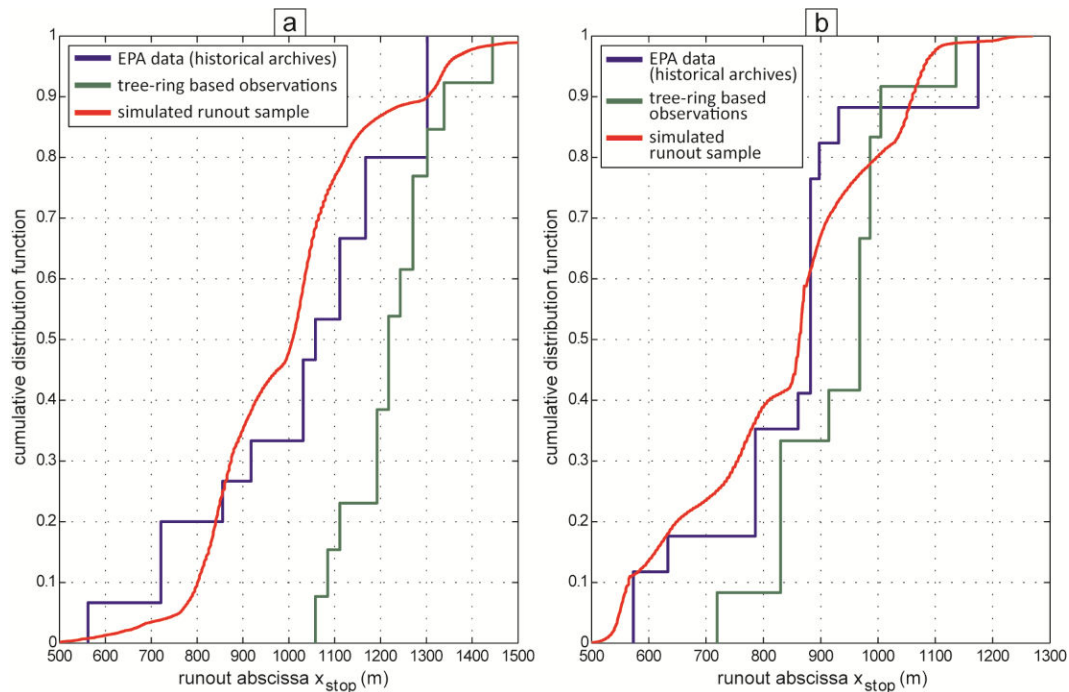 a
EPA data (historical archives)
tree-ring based observations
simulated runout sample
cumulative distribution function
1
0.9
0.8
0.7
0.6
0.5
0.4
0.3
0.2
0.1
0
500 600 700 800 900 1000 1100 1200 1300 1400 1500
runout abscissa xstop (m)
b
EPA data
(historical archives)
tree-ring based
observations
simulated
runout sample
cumulative distribution function
1
0.9
0.8
0.7
0.6
0.5
0.4
0.3
0.2
0.1
0
500 600 700 800 900 1000 1100 1200 1300
runout abscissa xstop (m)